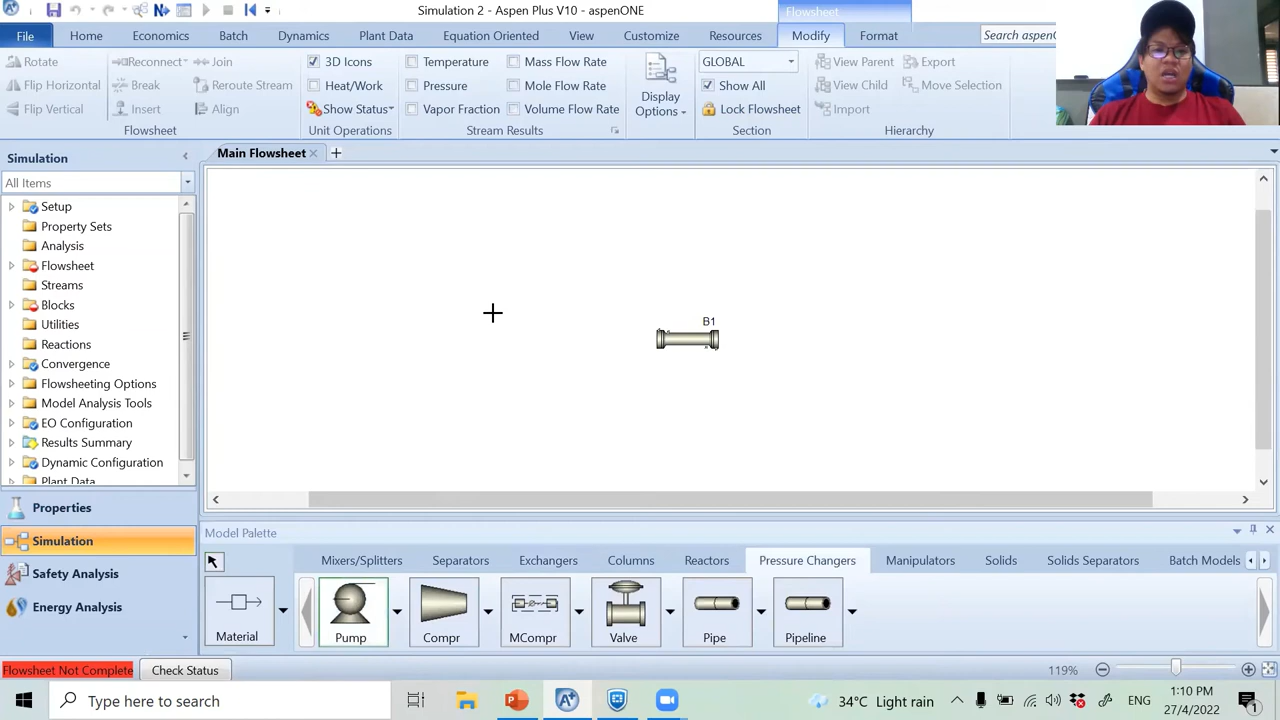 Simulation 2 - Aspen Plus V10 - aspenONE
Flowsheet
File Home Economics Batch Dynamics Plant Data Equation Oriented View Customize Resources Modify Format Search aspenO
Rotate Reconnect Join 3D Icons Temperature Mass Flow Rate GLOBAL View Parent Export
Flip Horizontal Break Reroute Stream Heat/Work Pressure Mole Flow Rate Display Show All View Child Move Selection
Flip Vertical Insert Align Show Status Vapor Fraction Volume Flow Rate Options Lock Flowsheet Import
Flowsheet Unit Operations Stream Results Section Hierarchy
Simulation
Main Flowsheet
All Items
Setup
Property Sets
Analysis
Flowsheet
Streams
Blocks
Utilities
Reactions
Convergence
Flowsheeting Options
Model Analysis Tools
EO Configuration
Results Summary
Dynamic Configuration
Plant Data
B1
Properties
Simulation
Safety Analysis
Energy Analysis
Model Palette
Mixers/Splitters Separators Exchangers Columns Reactors Pressure Changers Manipulators Solids Solids Separators Batch Models
Material Pump Compr MCompr Valve Pipe Pipeline
Flowsheet Not Complete Check Status 119%
Type here to search 34°C Light rain ENG 1:10 PM
27/4/2022
1